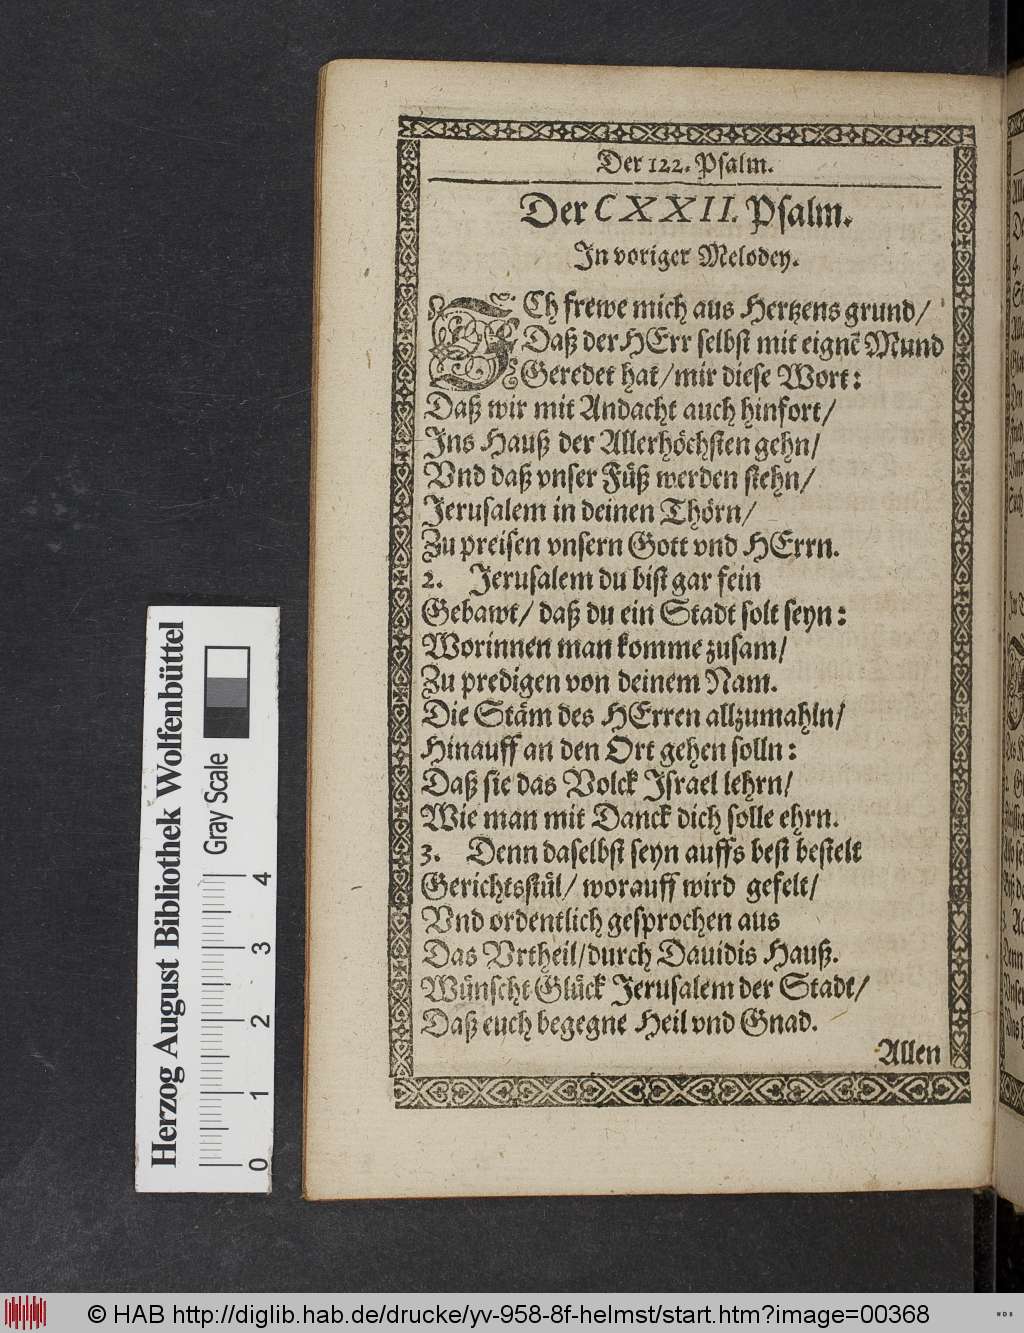 Der 122. Psalm.
Der CXXII. Psalm.
In voriger Melodey.
ICh frewe mich aus Hertzens grund/
Daß der HErr selbst mit eignē Mund
Geredet hat/mir diese Wort:
Daß wir mit Andacht auch hinfort/
Ins Hauß der Allerhöchsten gehn/
Vnd daß vnser Füß werden stehn/
Jerusalem in deinen Thörn/
Zu preisen vnsern Gott vnd HErrn.
2. Jerusalem du bist gar fein
Gebawt/ daß du ein Stadt solt seyn:
Worinnen man komme zusam/
Zu predigen von deinem Nam.
Die Stäm des HErren allzumahln/
Hinauff an den Ort gehen solln:
Daß sie das Volck Israel lehrn/
Wie man mit Danck dich solle ehrn.
3. Denn daselbst seyn auffs best bestelt
Gerichtsstül/ worauff wird gefelt/
Vnd ordentlich gesprochen aus
Das Vrtheil/durch Dauidis Hauß.
Wünscht Glück Jerusalem der Stadt/
Daß euch begegne Heil vnd Gnad.
Allen
Herzog August Bibliothek Wolfenbüttel
Gray Scale
0 1 2 3 4
© HAB http://diglib.hab.de/drucke/yv-958-8f-helmst/start.htm?image=00368